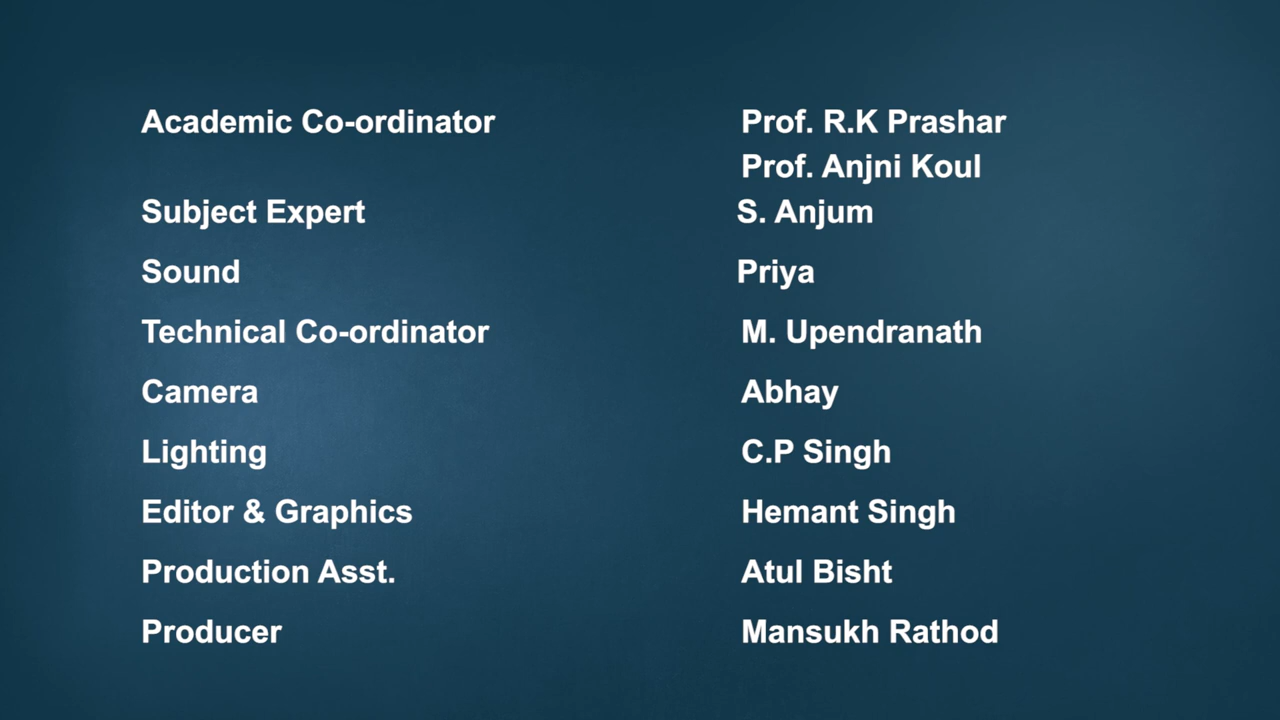 Academic Co-ordinator Prof. R.K Prashar
Prof. Anjni Koul
Subject Expert S. Anjum
Sound Priya
Technical Co-ordinator M. Upendranath
Camera Abhay
Lighting C.P Singh
Editor & Graphics Hemant Singh
Production Asst. Atul Bisht
Producer Mansukh Rathod